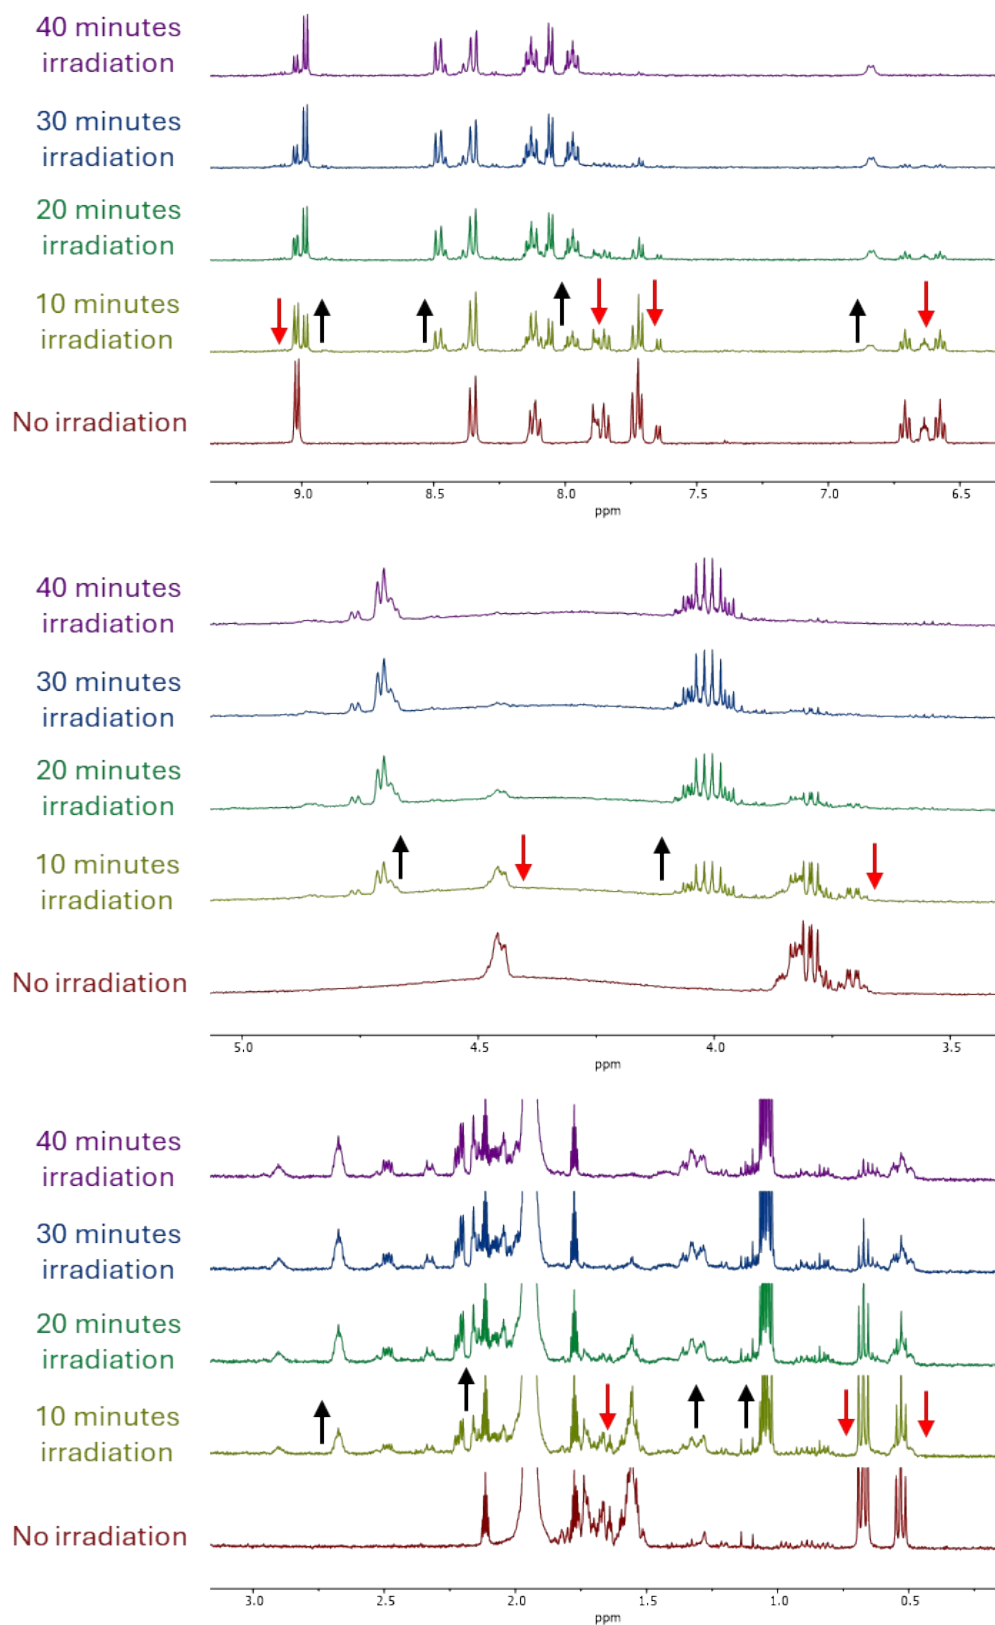 40 minutes
irradiation
30 minutes
irradiation
20 minutes
irradiation
10 minutes
irradiation
No irradiation
9.0 8.5 8.0 7.5 7.0 6.5
ppm
40 minutes
irradiation
30 minutes
irradiation
20 minutes
irradiation
10 minutes
irradiation
No irradiation
5.0 4.5 4.0 3.5
ppm
40 minutes
irradiation
30 minutes
irradiation
20 minutes
irradiation
10 minutes
irradiation
No irradiation
3.0 2.5 2.0 1.5 1.0 0.5
ppm